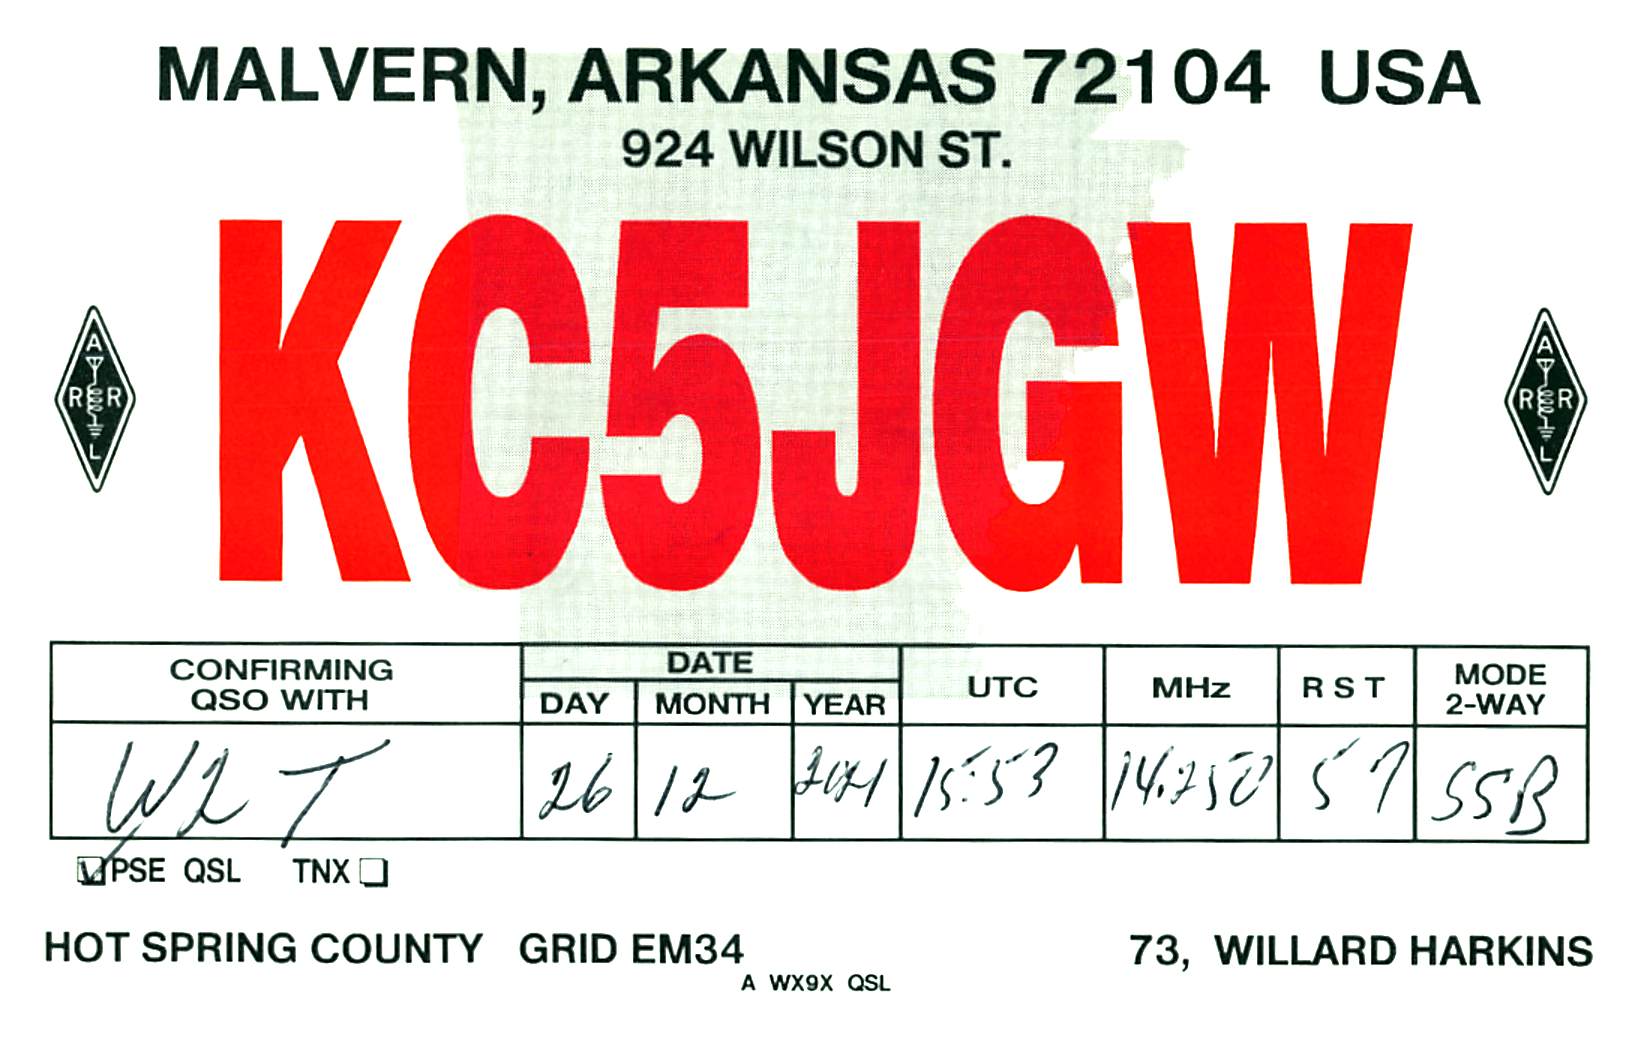 MALVERN, ARKANSAS 72104 USA
924 WILSON ST.
KC5JGW
A
R R
L
A
R R
L
CONFIRMING QSO WITH
DATE
DAY MONTH YEAR
UTC
MHz
R S T
MODE 2-WAY
W2T 26 12 2021 15:53 14.250 57 SSB
PSE QSL TNX
HOT SPRING COUNTY GRID EM34
73, WILLARD HARKINS
A WX9X QSL